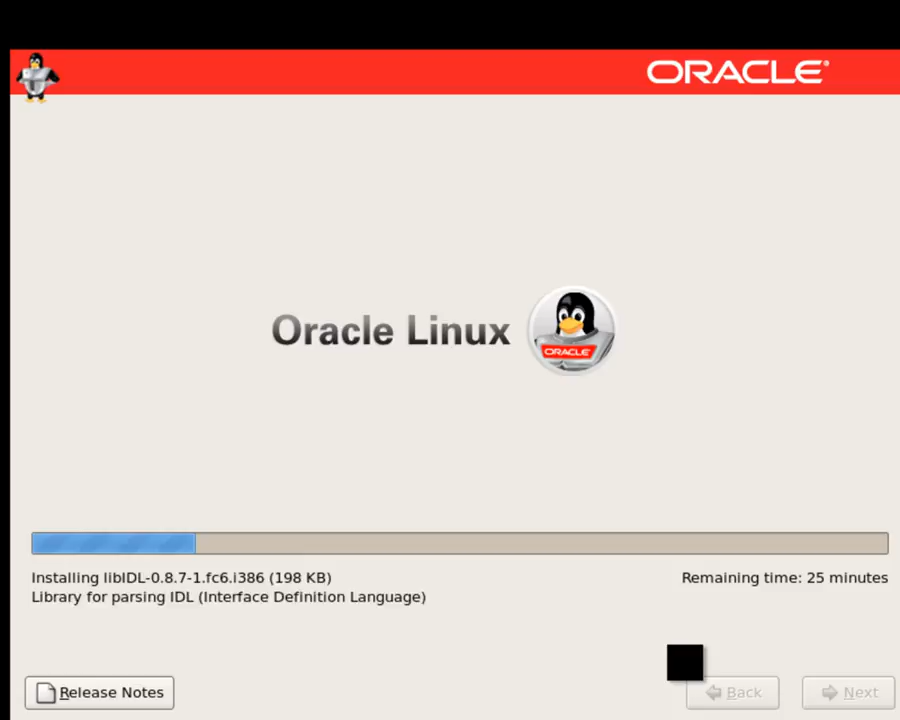 ORACLE®
Oracle Linux
ORACLE
Installing libIDL-0.8.7-1.fc6.i386 (198 KB)
Remaining time: 25 minutes
Library for parsing IDL (Interface Definition Language)
Release Notes
Back
Next